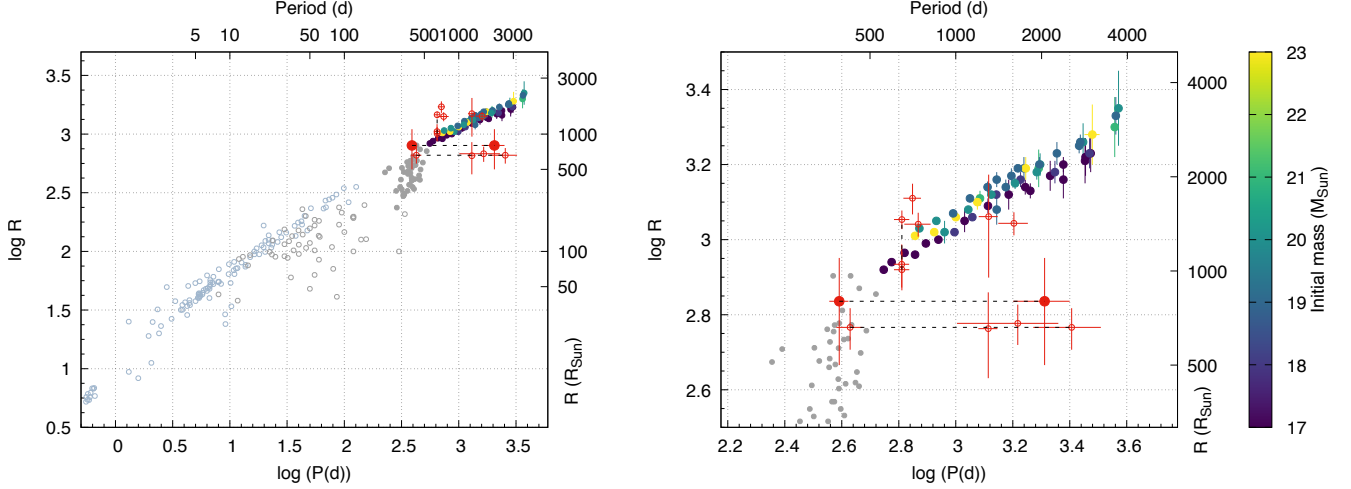 Period (d)
5 10 50 100 5001000 3000
3.5
3
2.5
2
1.5
1
0.5
log R
3000
1000
500
100
50
R (R_Sun)
0 0.5 1 1.5 2 2.5 3 3.5
log (P(d))
Period (d)
500 1000 2000 4000
3.4
3.2
3
2.8
2.6
log R
4000
2000
1000
500
R (R_Sun)
2.2 2.4 2.6 2.8 3 3.2 3.4 3.6
log (P(d))
23
22
21
20
19
18
17
Initial mass (M_Sun)